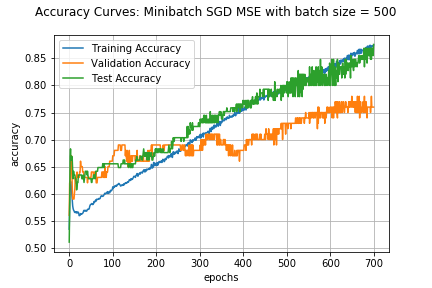 Accuracy Curves: Minibatch SGD MSE with batch size = 500
Training Accuracy
Validation Accuracy
Test Accuracy
accuracy
0.85
0.80
0.75
0.70
0.65
0.60
0.55
0.50
0 100 200 300 400 500 600 700
epochs